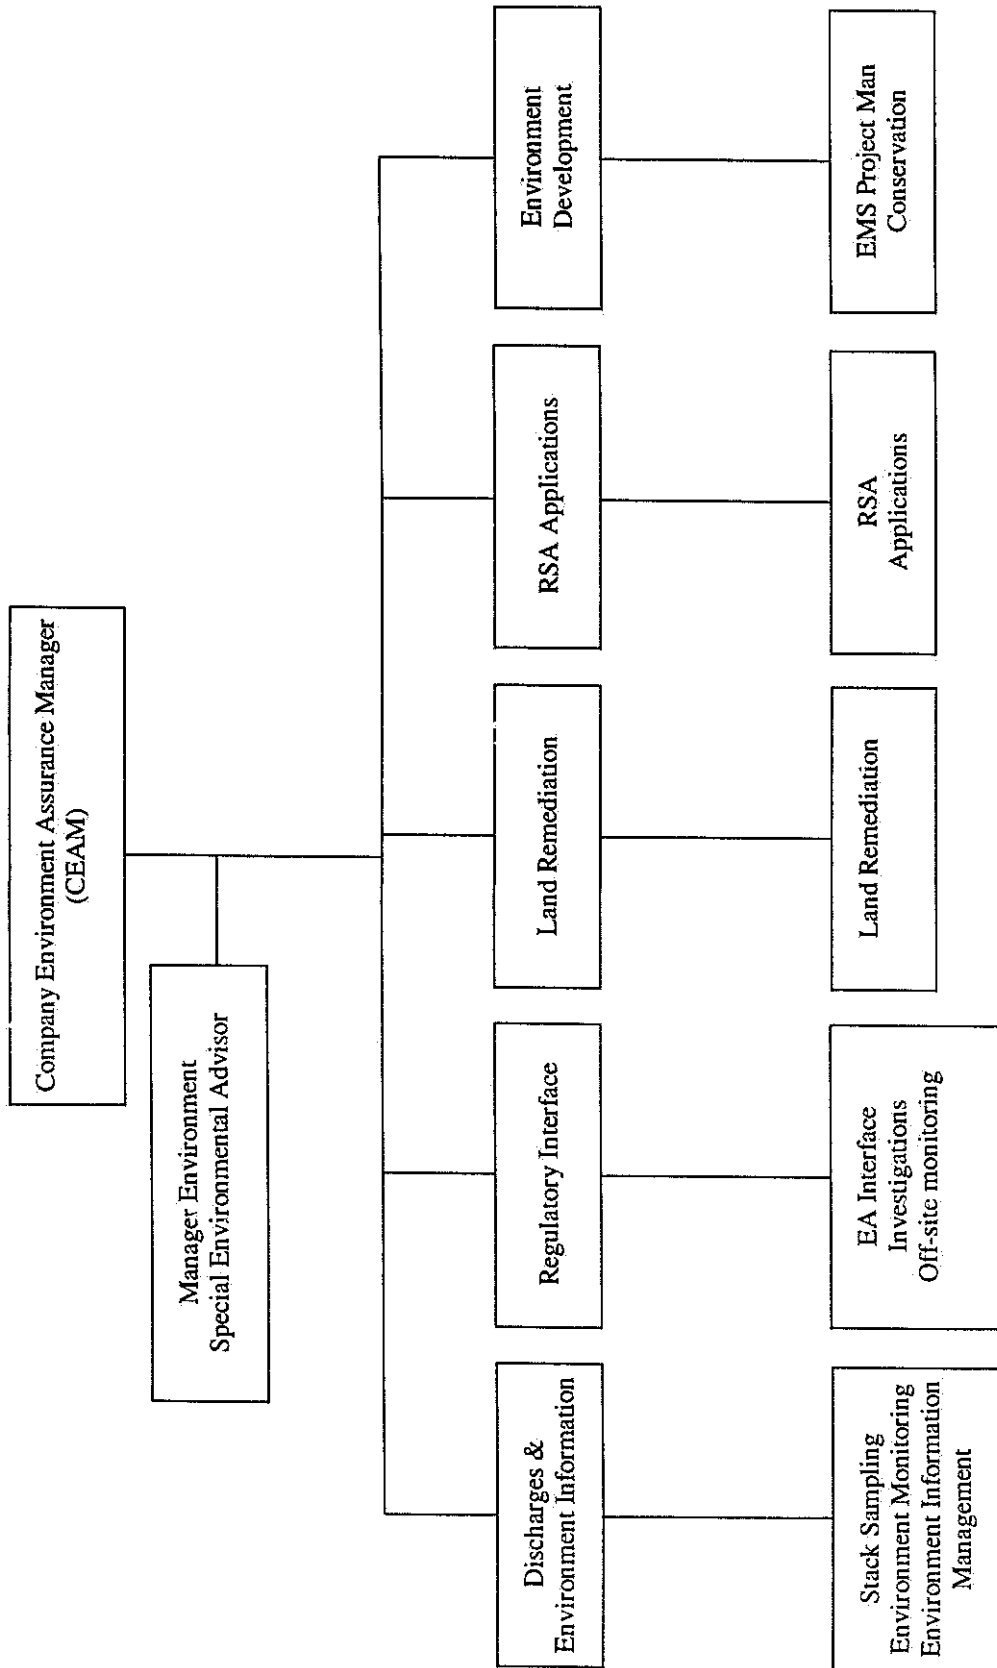 Company Environment Assurance Manager
(CEAM)
Manager Environment
Special Environmental Advisor
Discharges &
Environment Information
Regulatory Interface
Land Remediation
RSA Applications
Environment
Development
Stack Sampling
Environment Monitoring
Environment Information
Management
EA Interface
Investigations
Off-site monitoring
Land Remediation
RSA
Applications
EMS Project Man
Conservation